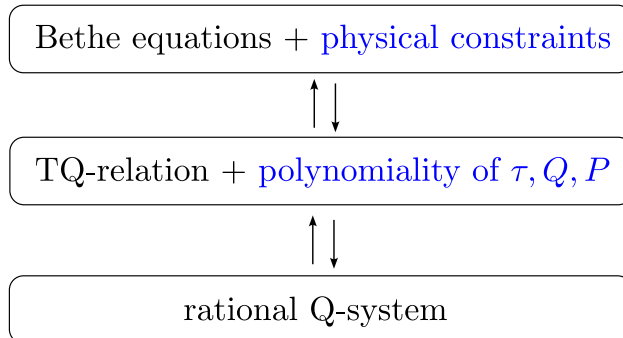 Bethe equations + physical constraints
TQ-relation + polynomiality of τ, Q, P
rational Q-system